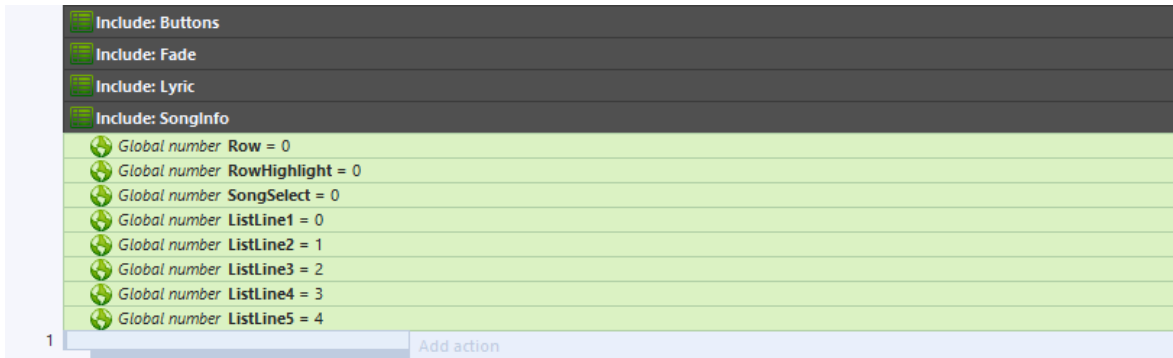 Include: Buttons
Include: Fade
Include: Lyric
Include: SongInfo
Global number Row = 0
Global number RowHighlight = 0
Global number SongSelect = 0
Global number ListLine1 = 0
Global number ListLine2 = 1
Global number ListLine3 = 2
Global number ListLine4 = 3
Global number ListLine5 = 4
1 Add action